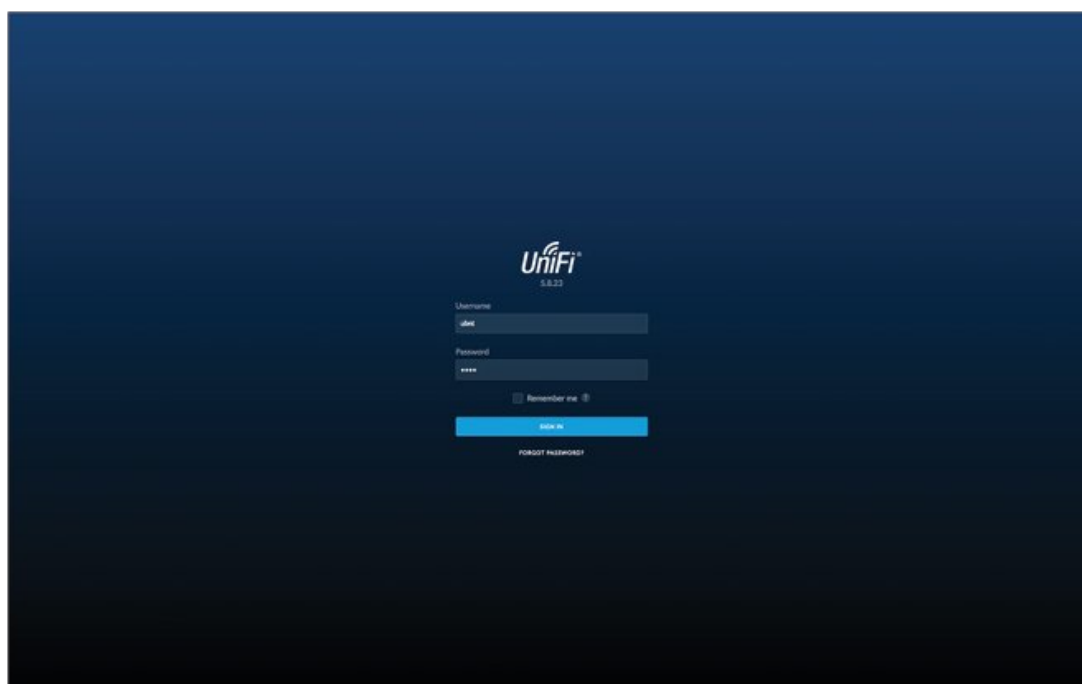 UniFi®
5.8.23
Username
ubnt
Password
••••
Remember me ?
SIGN IN
FORGOT PASSWORD?